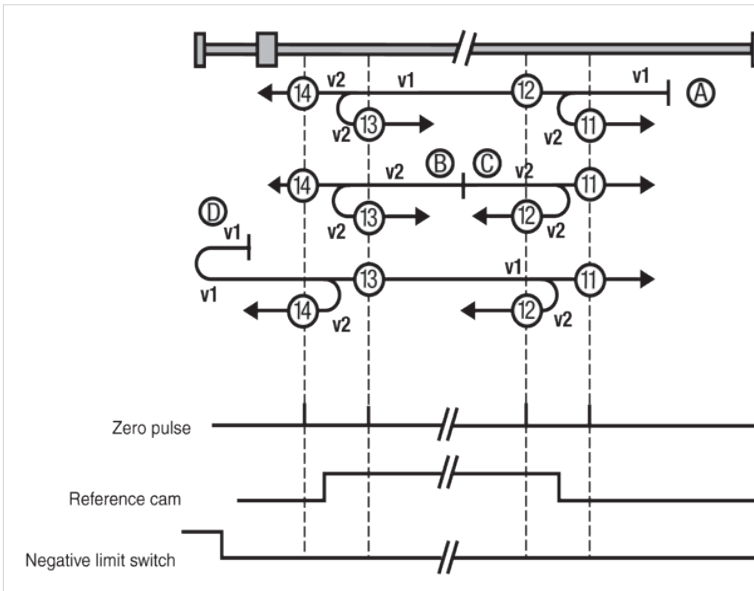 14 v2 v1 12 v1 A
v2 13 v2 11
14 v2 B C v2 11
v2 13 12 v2
D
v1
v1 13 v1 11
14 v2 12 v2
Zero pulse
Reference cam
Negative limit switch